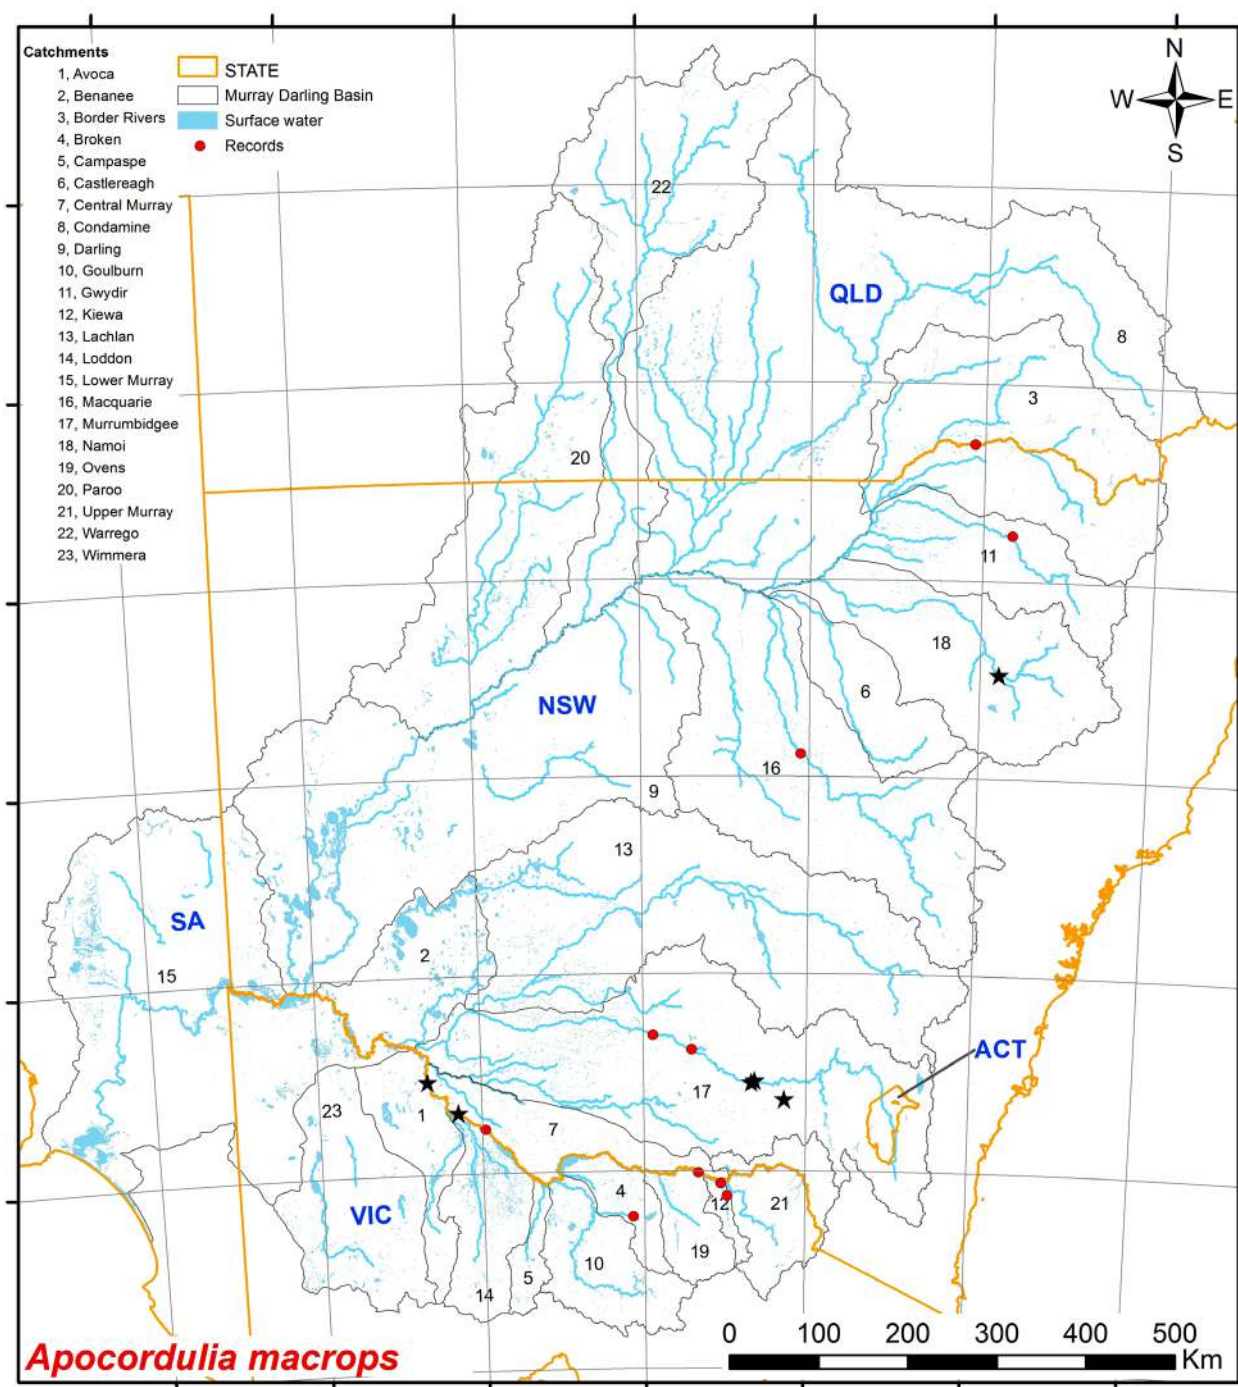 Catchments
1, Avoca
2, Benanee
3, Border Rivers
4, Broken
5, Campaspe
6, Castlereagh
7, Central Murray
8, Condamine
9, Darling
10, Goulburn
11, Gwydir
12, Kiewa
13, Lachlan
14, Loddon
15, Lower Murray
16, Macquarie
17, Murrumbidgee
18, Namoi
19, Ovens
20, Paroo
21, Upper Murray
22, Warrego
23, Wimmera
STATE
Murray Darling Basin
Surface water
Records
N
W E
S
22
QLD
8
3
20
11
18
6
NSW
16
9
13
SA
2
15
ACT
17
23
1
7
4
12
21
VIC
19
10
5
14
Apocordulia macrops
0 100 200 300 400 500
Km